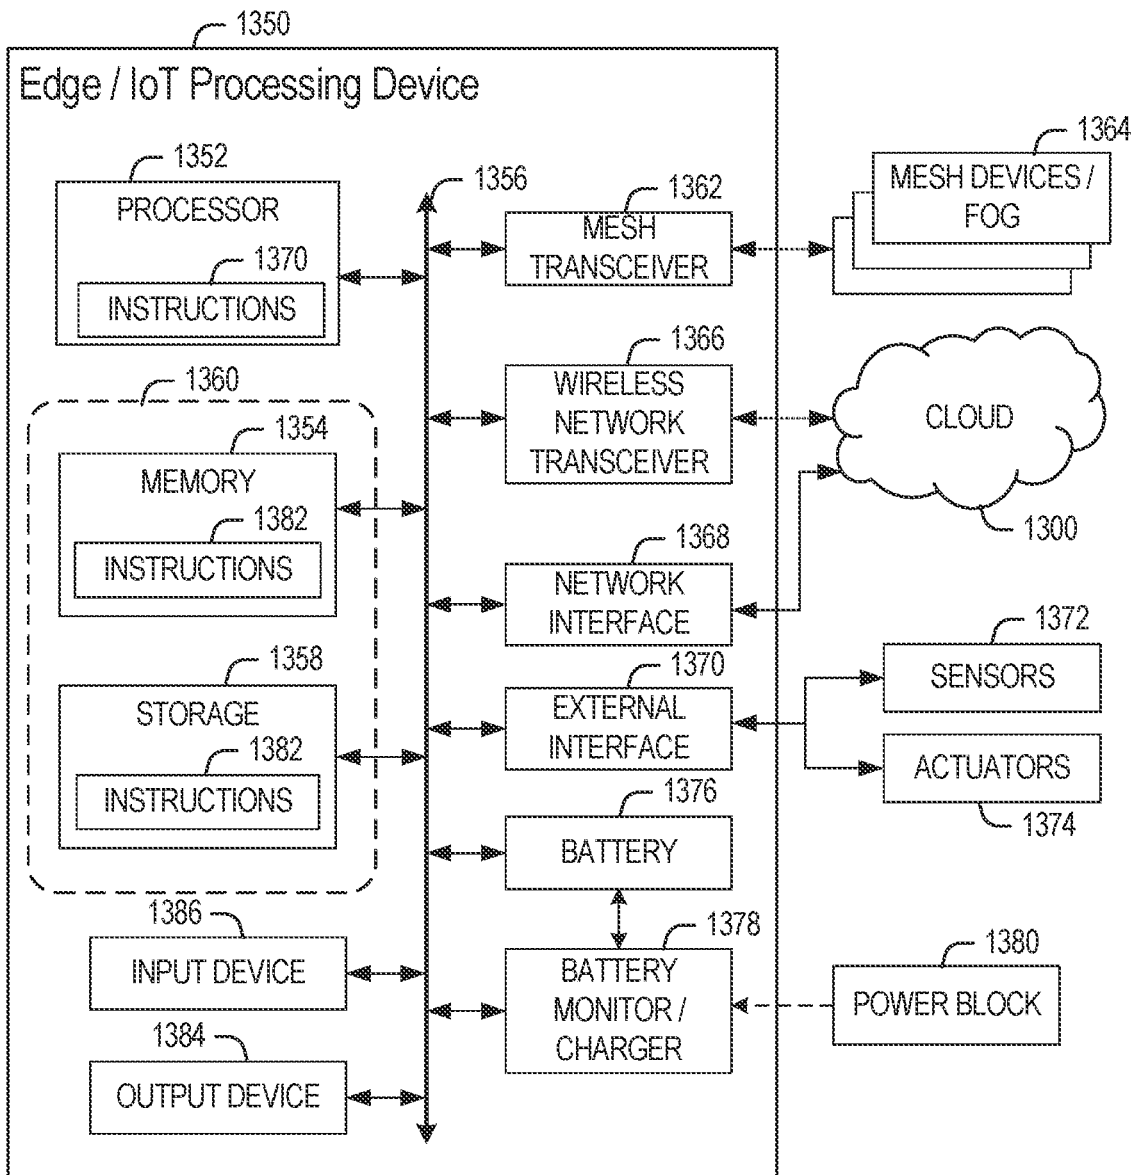 1350
Edge / IoT Processing Device
1352
PROCESSOR
1370
INSTRUCTIONS
1360
1354
MEMORY
1382
INSTRUCTIONS
1358
STORAGE
1382
INSTRUCTIONS
1386
INPUT DEVICE
1384
OUTPUT DEVICE
1356
1362
MESH
TRANSCEIVER
1366
WIRELESS
NETWORK
TRANSCEIVER
1368
NETWORK
INTERFACE
1370
EXTERNAL
INTERFACE
1376
BATTERY
1378
BATTERY
MONITOR /
CHARGER
1364
MESH DEVICES /
FOG
CLOUD
1300
1372
SENSORS
ACTUATORS
1374
1380
POWER BLOCK